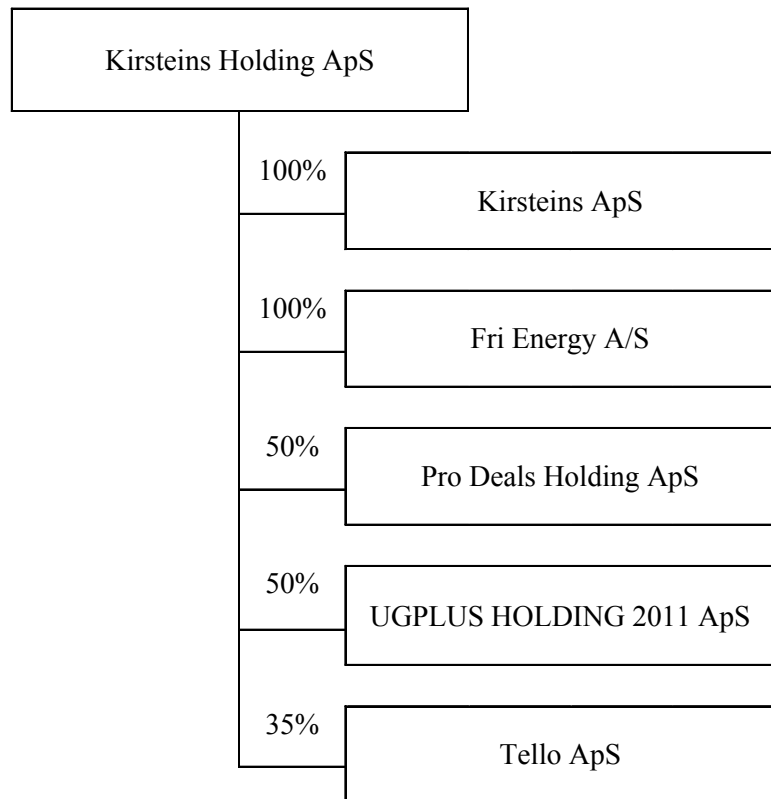 Kirsteins Holding ApS
100%
Kirsteins ApS
100%
Fri Energy A/S
50%
Pro Deals Holding ApS
50%
UGPLUS HOLDING 2011 ApS
35%
Tello ApS